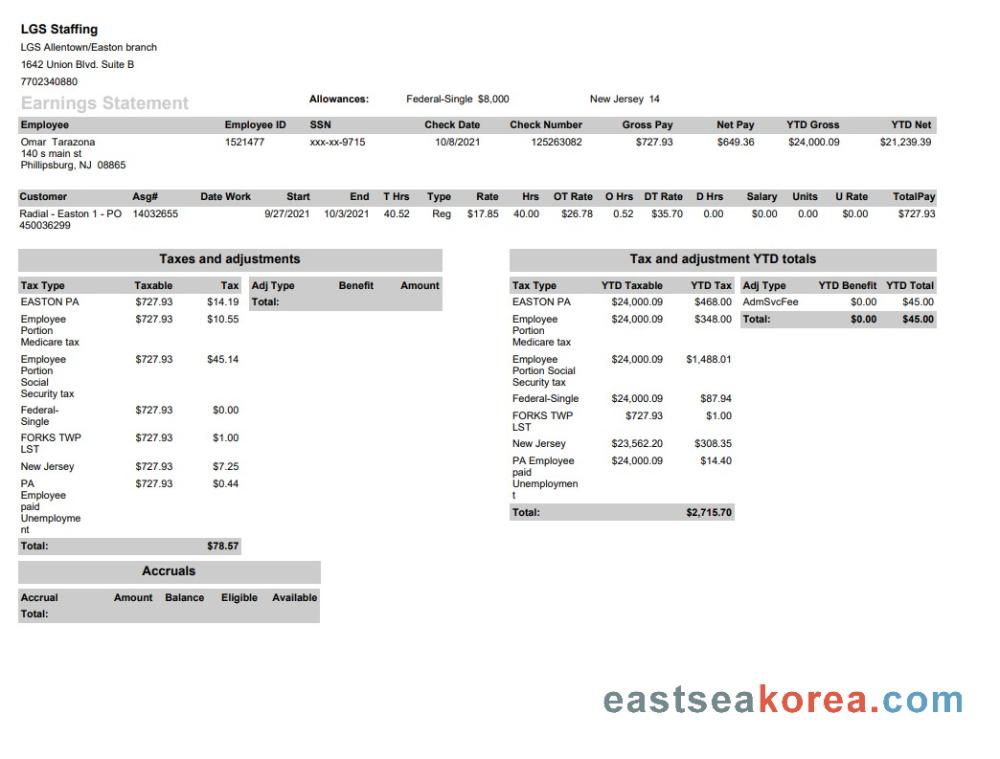 LGS Staffing
LGS Allentown/Easton branch
1642 Union Blvd. Suite B
7702340880
Earnings Statement Allowances: Federal-Single $8,000 New Jersey 14
Employee Employee ID SSN Check Date Check Number Gross Pay Net Pay YTD Gross YTD Net
Omar Tarazona 1521477 xxx-xx-9715 10/8/2021 125263082 $727.93 $649.36 $24,000.09 $21,239.39
140 s main st
Phillipsburg, NJ 08865
Customer Asg# Date Work Start End T Hrs Type Rate Hrs OT Rate O Hrs DT Rate D Hrs Salary Units U Rate TotalPay
Radial - Easton 1 - PO 14032655 9/27/2021 10/3/2021 40.52 Reg $17.85 40.00 $26.78 0.52 $35.70 0.00 $0.00 0.00 $0.00 $727.93
450036299
Taxes and adjustments
Tax Type Taxable Tax Adj Type Benefit Amount
EASTON PA $727.93 $14.19 Total:
Employee $727.93 $10.55
Portion
Medicare tax
Employee $727.93 $45.14
Portion
Social
Security tax
Federal- $727.93 $0.00
Single
FORKS TWP $727.93 $1.00
LST
New Jersey $727.93 $7.25
PA $727.93 $0.44
Employee
paid
Unemployme
nt
Total: $78.57
Tax and adjustment YTD totals
Tax Type YTD Taxable YTD Tax Adj Type YTD Benefit YTD Total
EASTON PA $24,000.09 $468.00 AdmSvcFee $0.00 $45.00
Employee $24,000.09 $348.00 Total: $0.00 $45.00
Portion
Medicare tax
Employee $24,000.09 $1,488.01
Portion Social
Security tax
Federal-Single $24,000.09 $87.94
FORKS TWP $727.93 $1.00
LST
New Jersey $23,562.20 $308.35
PA Employee $24,000.09 $14.40
paid
Unemploymen
t
Total: $2,715.70
Accruals
Accrual Amount Balance Eligible Available
Total:
eastseakorea.com